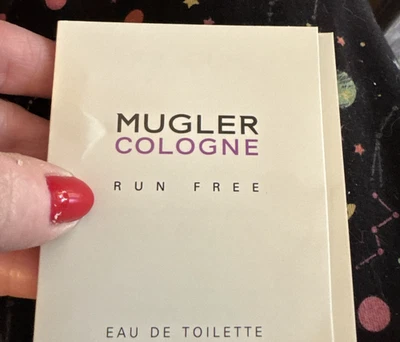 MUGLER
COLOGNE
RUN FREE
EAU DE TOILETTE